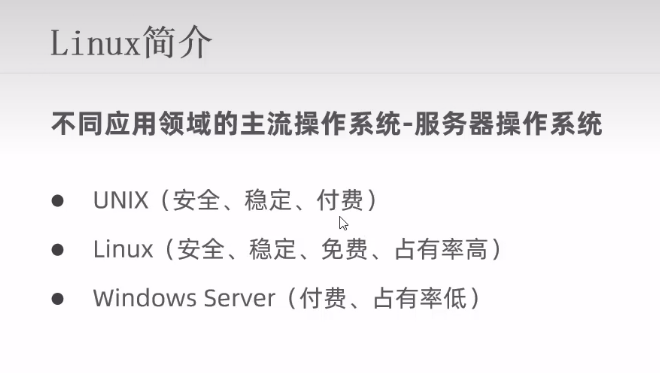 Linux简介
不同应用领域的主流操作系统-服务器操作系统
● UNIX（安全、稳定、付费）
● Linux（安全、稳定、免费、占有率高）
● Windows Server（付费、占有率低）